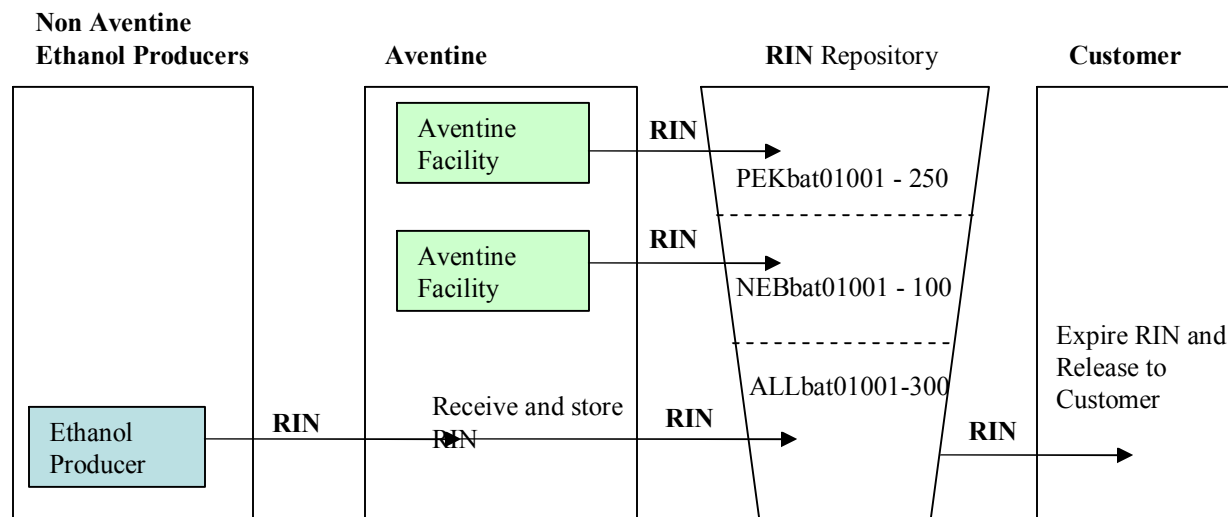 Non Aventine
Ethanol Producers
Aventine
RIN Repository
Customer
Aventine
Facility
RIN
PEKbat01001 - 250
Aventine
Facility
RIN
NEBbat01001 - 100
ALLbat01001-300
Expire RIN and
Release to
Customer
Ethanol
Producer
RIN
Receive and store
RIN
RIN
RIN